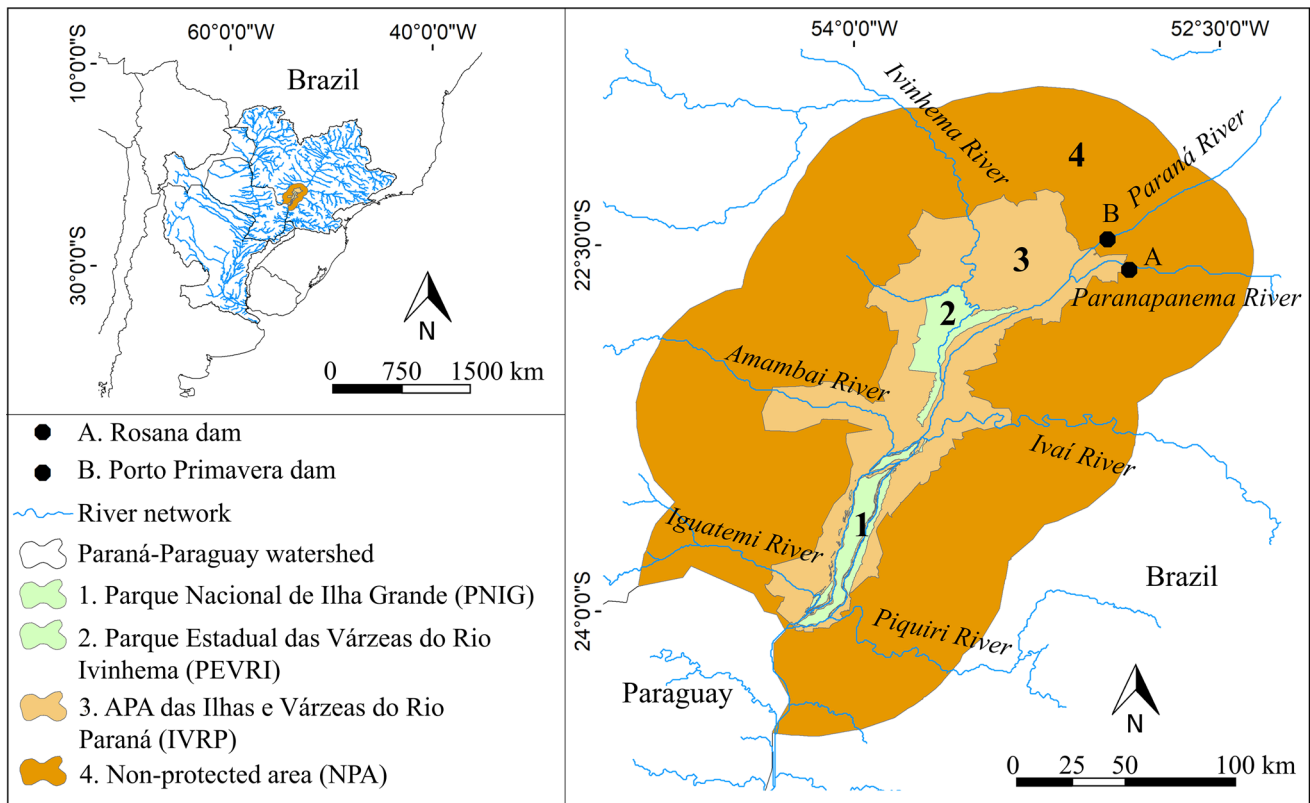 60°0'0"W
40°0'0"W
10°0'0"S
30°0'0"S
Brazil
N
0
750
1500 km
A. Rosana dam
B. Porto Primavera dam
River network
Paraná-Paraguay watershed
1. Parque Nacional de Ilha Grande (PNIG)
2. Parque Estadual das Várzeas do Rio
Ivinhema (PEVRI)
3. APA das Ilhas e Várzeas do Rio
Paraná (IVRP)
4. Non-protected area (NPA)
54°0'0"W
52°30'0"W
22°30'0"S
24°0'0"S
Ivinhema River
4
Paraná River
B
3
A
Paranapanema River
2
Amambai River
Ivaí River
1
Iguatemi River
Brazil
Piquiri River
Paraguay
N
0
25
50
100 km